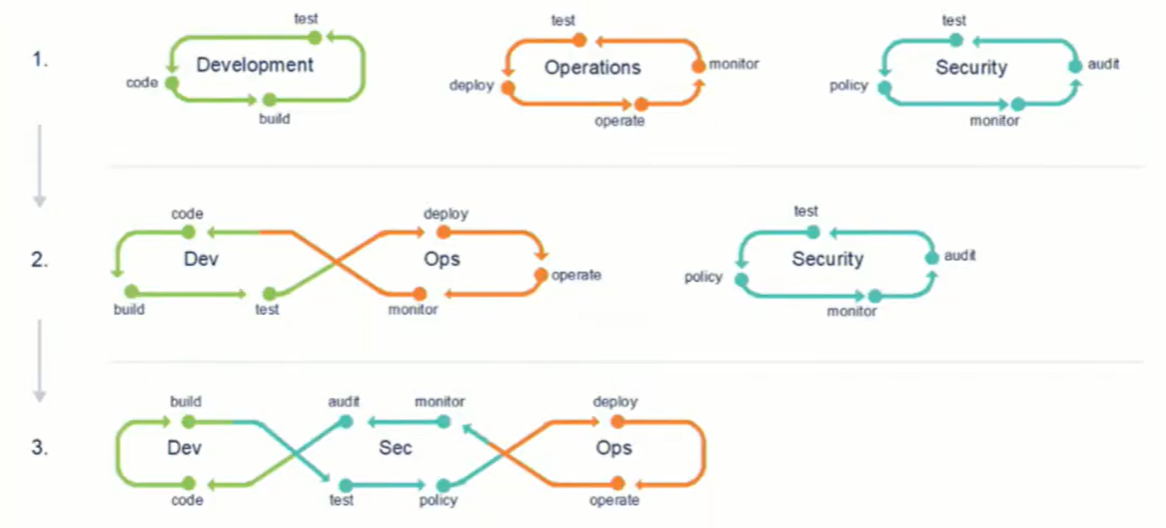 test
test
test
1.
Development
Operations
monitor
Security
audit
code
deploy
policy
build
operate
monitor
code
deploy
test
2.
Dev
Ops
Security
audit
operate
policy
build
test
monitor
monitor
build
audit
monitor
deploy
3.
Dev
Sec
Ops
code
test
policy
operate